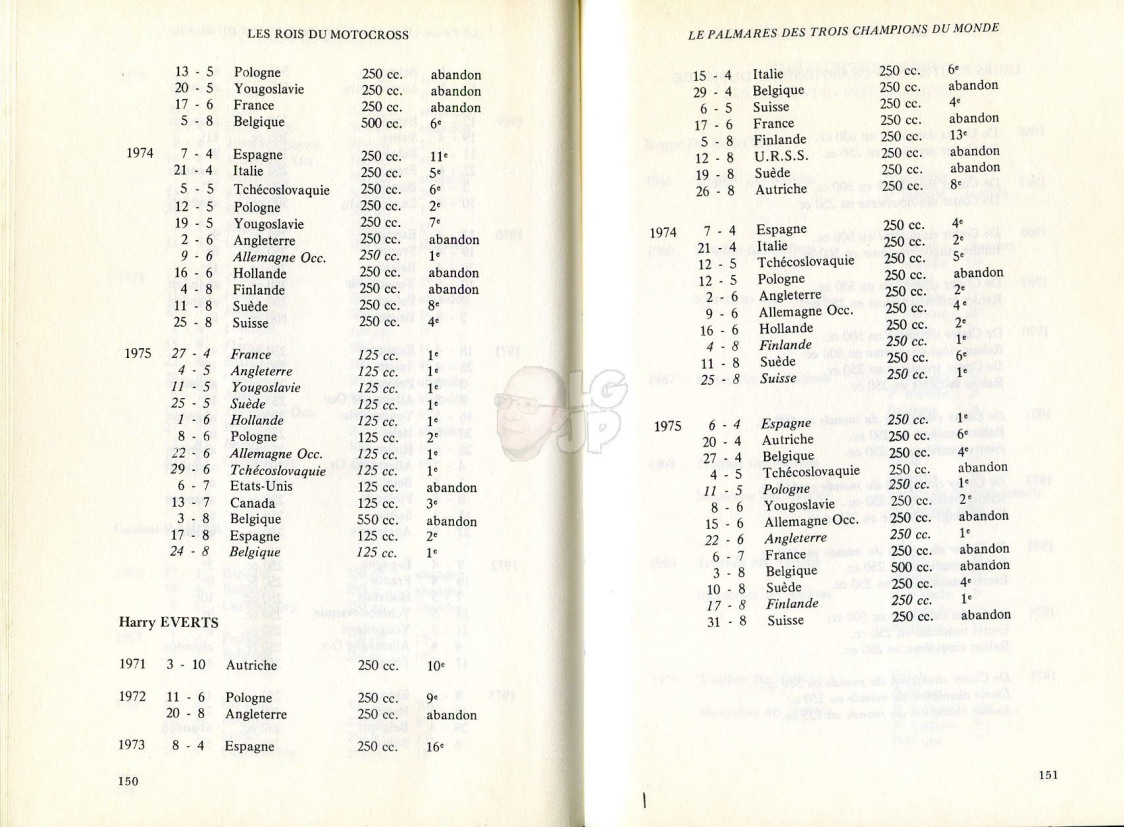 LES ROIS DU MOTOCROSS
13 - 5 Pologne 250 cc. abandon
20 - 5 Yougoslavie 250 cc. abandon
17 - 6 France 250 cc. abandon
5 - 8 Belgique 500 cc. 6e
1974 7 - 4 Espagne 250 cc. 11e
21 - 4 Italie 250 cc. 5e
5 - 5 Tchécoslovaquie 250 cc. 6e
12 - 5 Pologne 250 cc. 2e
19 - 5 Yougoslavie 250 cc. 7e
2 - 6 Angleterre 250 cc. abandon
9 - 6 Allemagne Occ. 250 cc. 1e
16 - 6 Hollande 250 cc. abandon
4 - 8 Finlande 250 cc. abandon
11 - 8 Suède 250 cc. 8e
25 - 8 Suisse 250 cc. 4e
1975 27 - 4 France 125 cc. 1e
4 - 5 Angleterre 125 cc. 1e
11 - 5 Yougoslavie 125 cc. 1e
25 - 5 Suède 125 cc. 1e
1 - 6 Hollande 125 cc. 1e
8 - 6 Pologne 125 cc. 2e
22 - 6 Allemagne Occ. 125 cc. 1e
29 - 6 Tchécoslovaquie 125 cc. 1e
6 - 7 Etats-Unis 125 cc. abandon
13 - 7 Canada 125 cc. 3e
3 - 8 Belgique 550 cc. abandon
17 - 8 Espagne 125 cc. 2e
24 - 8 Belgique 125 cc. 1e
Harry EVERTS
1971 3 - 10 Autriche 250 cc. 10e
1972 11 - 6 Pologne 250 cc. 9e
20 - 8 Angleterre 250 cc. abandon
1973 8 - 4 Espagne 250 cc. 16e
150
LE PALMARES DES TROIS CHAMPIONS DU MONDE
15 - 4 Italie 250 cc. 6e
29 - 4 Belgique 250 cc. abandon
6 - 5 Suisse 250 cc. 4e
17 - 6 France 250 cc. abandon
5 - 8 Finlande 250 cc. 13e
12 - 8 U.R.S.S. 250 cc. abandon
19 - 8 Suède 250 cc. abandon
26 - 8 Autriche 250 cc. 8e
1974 7 - 4 Espagne 250 cc. 4e
21 - 4 Italie 250 cc. 2e
12 - 5 Tchécoslovaquie 250 cc. 5e
12 - 5 Pologne 250 cc. abandon
2 - 6 Angleterre 250 cc. 2e
9 - 6 Allemagne Occ. 250 cc. 4e
16 - 6 Hollande 250 cc. 2e
4 - 8 Finlande 250 cc. 1e
11 - 8 Suède 250 cc. 6e
25 - 8 Suisse 250 cc. 1e
1975 6 - 4 Espagne 250 cc. 1e
20 - 4 Autriche 250 cc. 6e
27 - 4 Belgique 250 cc. 4e
4 - 5 Tchécoslovaquie 250 cc. abandon
11 - 5 Pologne 250 cc. 1e
8 - 6 Yougoslavie 250 cc. 2e
15 - 6 Allemagne Occ. 250 cc. abandon
22 - 6 Angleterre 250 cc. 1e
6 - 7 France 250 cc. abandon
3 - 8 Belgique 500 cc. abandon
10 - 8 Suède 250 cc. 4e
17 - 8 Finlande 250 cc. 1e
31 - 8 Suisse 250 cc. abandon
151
LG
JP